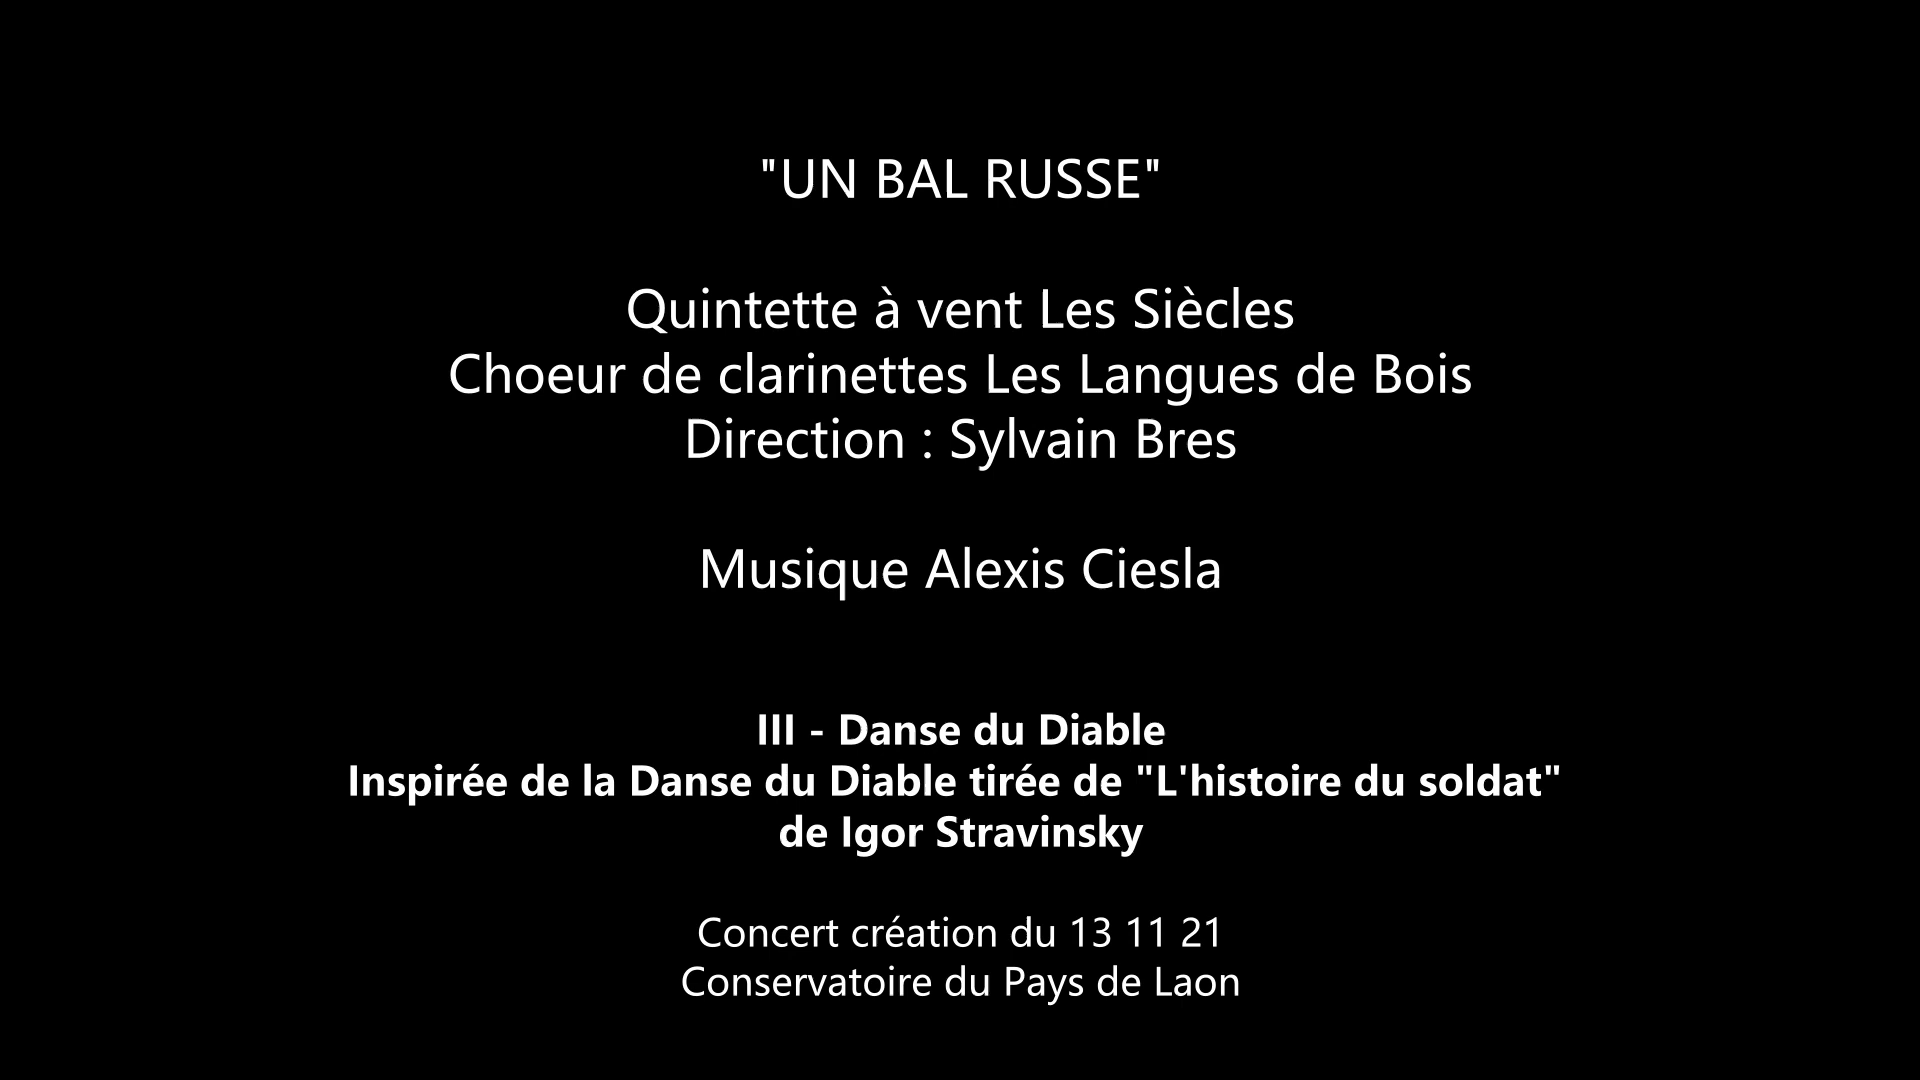 "UN BAL RUSSE"
Quintette à vent Les Siècles
Choeur de clarinettes Les Langues de Bois
Direction : Sylvain Bres
Musique Alexis Ciesla
III - Danse du Diable
Inspirée de la Danse du Diable tirée de "L'histoire du soldat"
de Igor Stravinsky
Concert création du 13 11 21
Conservatoire du Pays de Laon